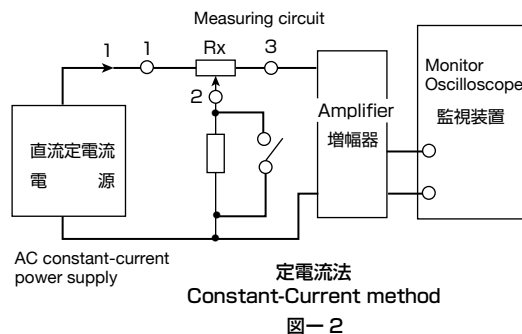 Measuring circuit
1
1
Rx
3
2
直流定電流
電 源
AC constant-current
power supply
Amplifier
増幅器
Monitor
Oscilloscope
監視装置
定電流法
Constant-Current method
図ー2